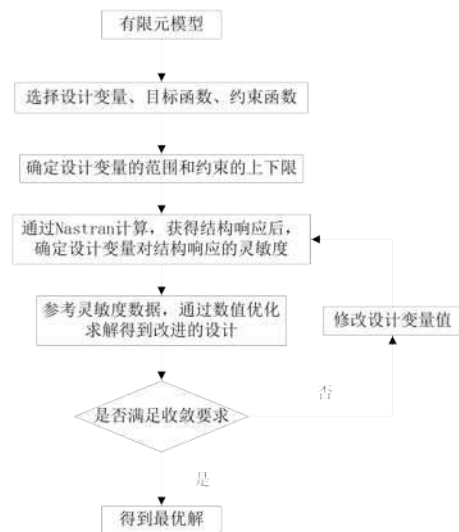 有限元模型
选择设计变量、目标函数、约束函数
确定设计变量的范围和约束的上下限
通过Nastran计算，获得结构响应后，
确定设计变量对结构响应的灵敏度
参考灵敏度数据，通过数值优化
求解得到改进的设计
修改设计变量值
是否满足收敛要求
否
是
得到最优解